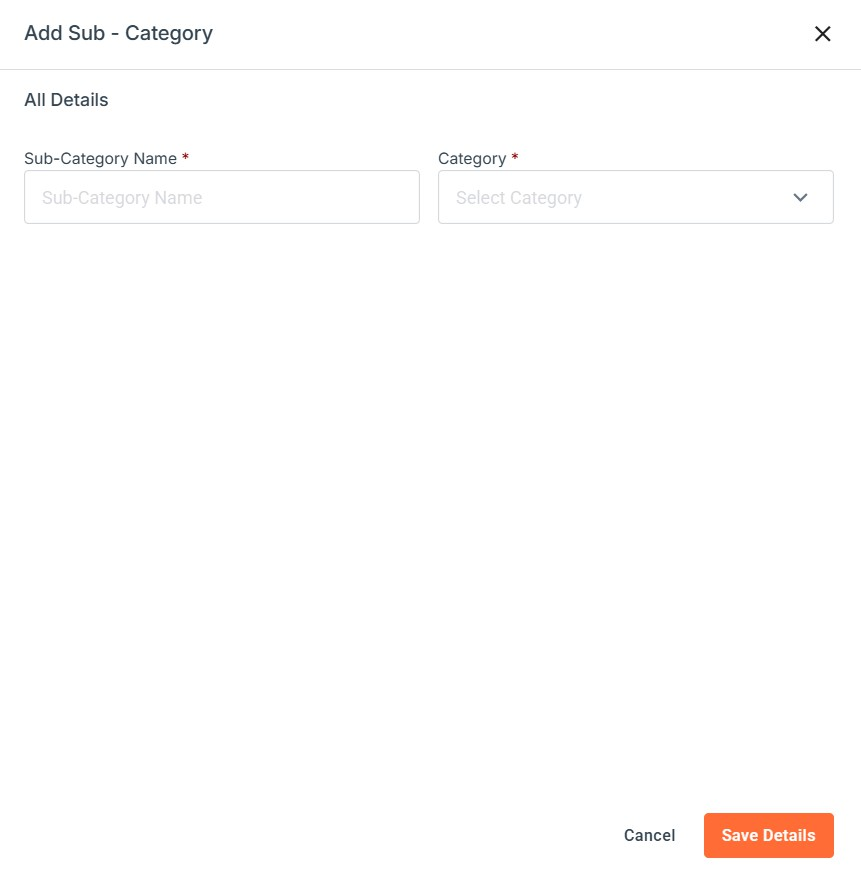 Add Sub - Category
All Details
Sub-Category Name *
Category *
Sub-Category Name
Select Category
Cancel
Save Details